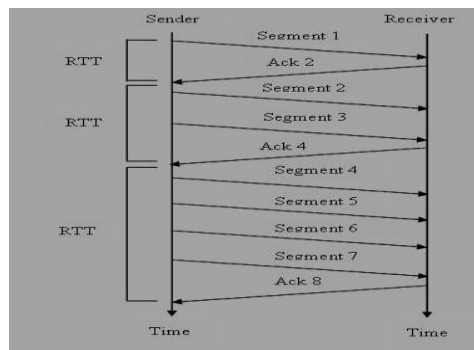 Sender Receiver
Segment 1
RTT
Ack 2
Segment 2
RTT
Segment 3
Ack 4
Segment 4
Segment 5
RTT
Segment 6
Segment 7
Ack 8
Time Time